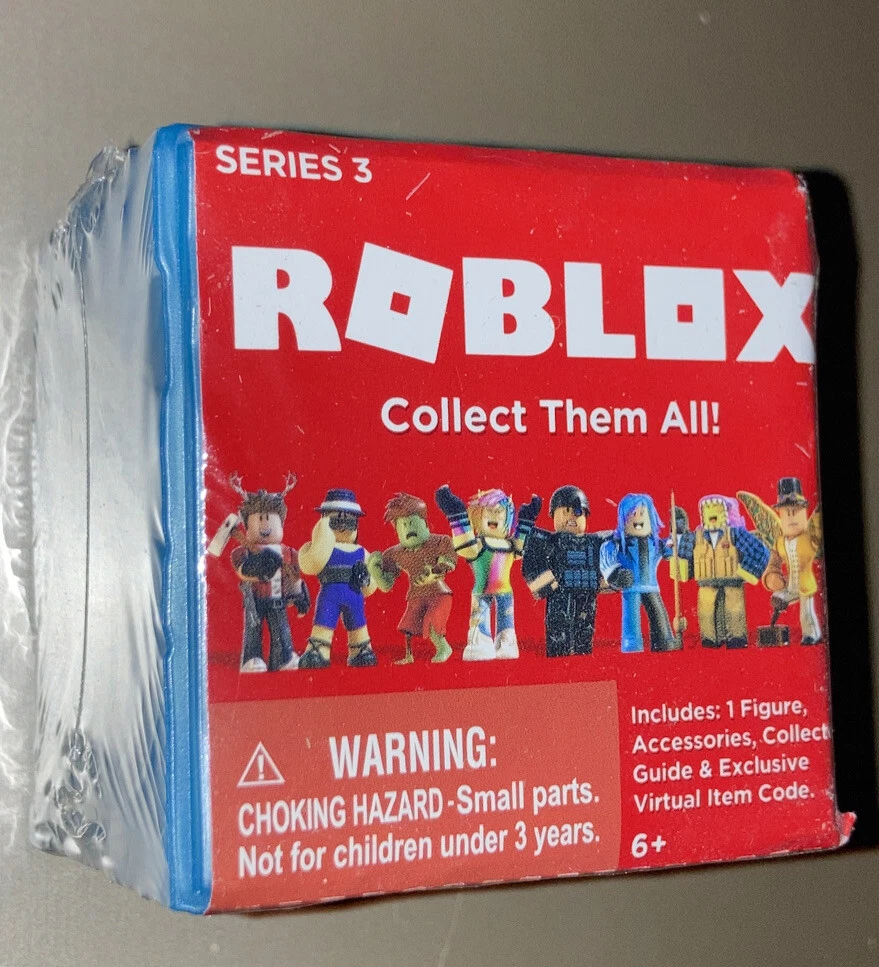 SERIES 3
ROBLOX
Collect Them All!
WARNING:
CHOKING HAZARD-Small parts.
Not for children under 3 years.
Includes: 1 Figure,
Accessories, Collect
Guide & Exclusive
Virtual Item Code.
6+